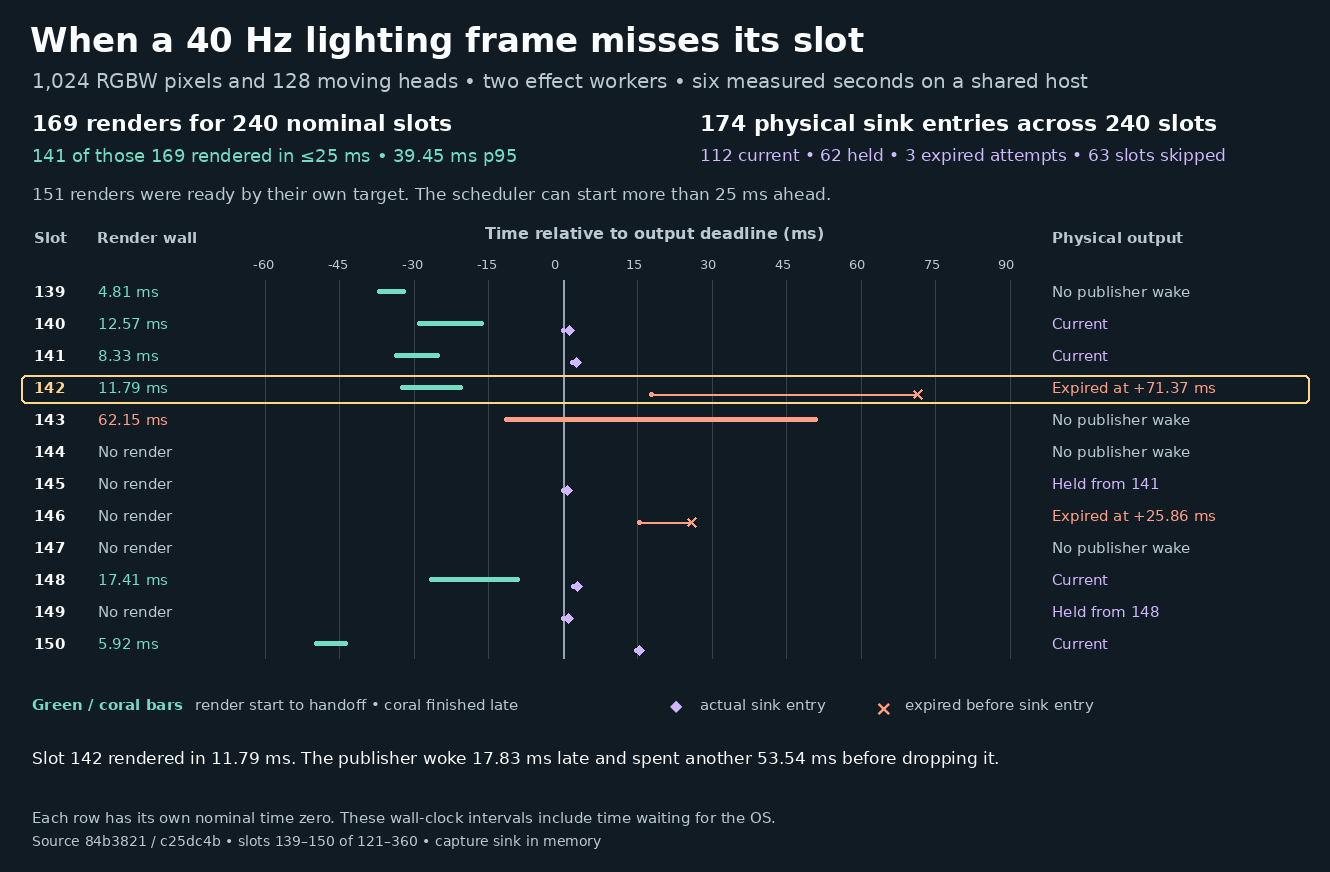 When a 40 Hz lighting frame misses its slot
1,024 RGBW pixels and 128 moving heads • two effect workers • six measured seconds on a shared host
169 renders for 240 nominal slots
141 of those 169 rendered in ≤25 ms • 39.45 ms p95
174 physical sink entries across 240 slots
112 current • 62 held • 3 expired attempts • 63 slots skipped
151 renders were ready by their own target. The scheduler can start more than 25 ms ahead.
Slot Render wall Time relative to output deadline (ms) Physical output
-60 -45 -30 -15 0 15 30 45 60 75 90
139 4.81 ms No publisher wake
140 12.57 ms Current
141 8.33 ms Current
142 11.79 ms Expired at +71.37 ms
143 62.15 ms No publisher wake
144 No render No publisher wake
145 No render Held from 141
146 No render Expired at +25.86 ms
147 No render No publisher wake
148 17.41 ms Current
149 No render Held from 148
150 5.92 ms Current
Green / coral bars render start to handoff • coral finished late actual sink entry expired before sink entry
Slot 142 rendered in 11.79 ms. The publisher woke 17.83 ms late and spent another 53.54 ms before dropping it.
Each row has its own nominal time zero. These wall-clock intervals include time waiting for the OS.
Source 84b3821 / c25dc4b • slots 139–150 of 121–360 • capture sink in memory